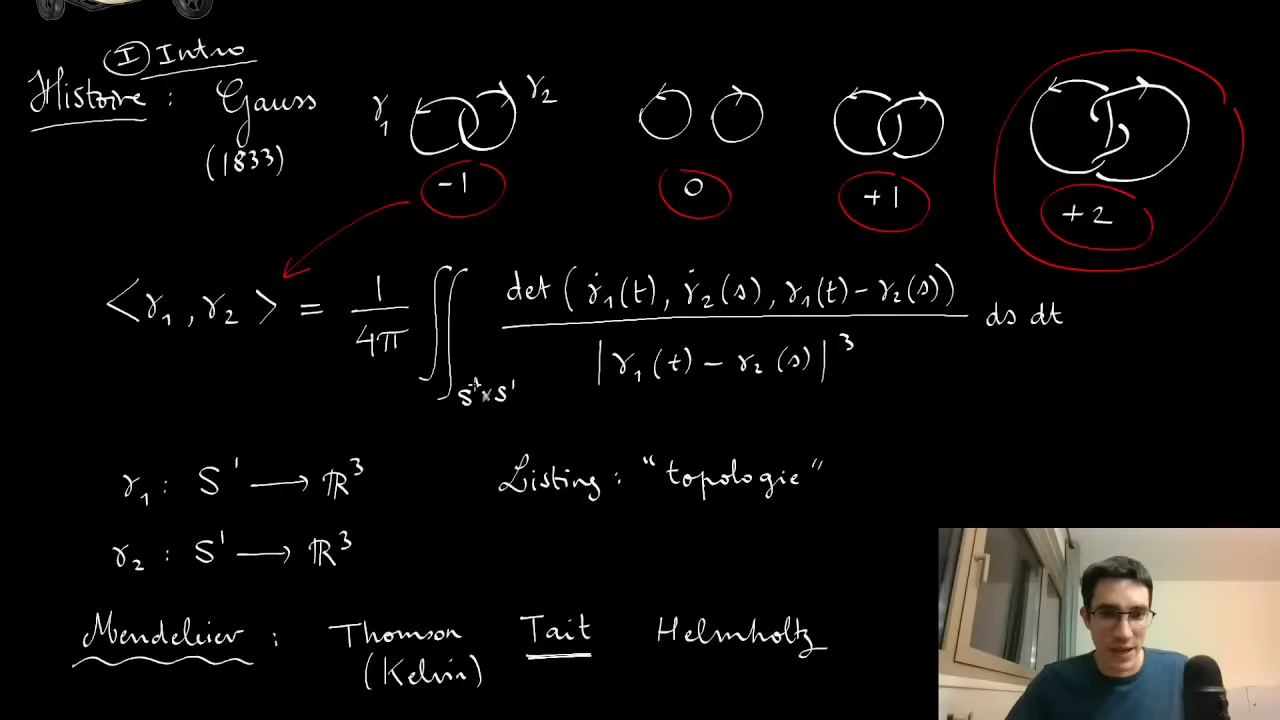 I Intro
Histoire : Gauss
(1833)
γ₁ γ₂
-1 0 +1 +2
<γ₁, γ₂> = 1/4π ∬_{S¹×S¹} det(γ̇₁(t), γ̇₂(s), γ₁(t) - γ₂(s)) / |γ₁(t) - γ₂(s)|³ ds dt
γ₁ : S¹ ⟶ ℝ³ Listing : "topologie"
γ₂ : S¹ ⟶ ℝ³
Mendeleiev : Thomson Tait Helmholtz
(Kelvin)